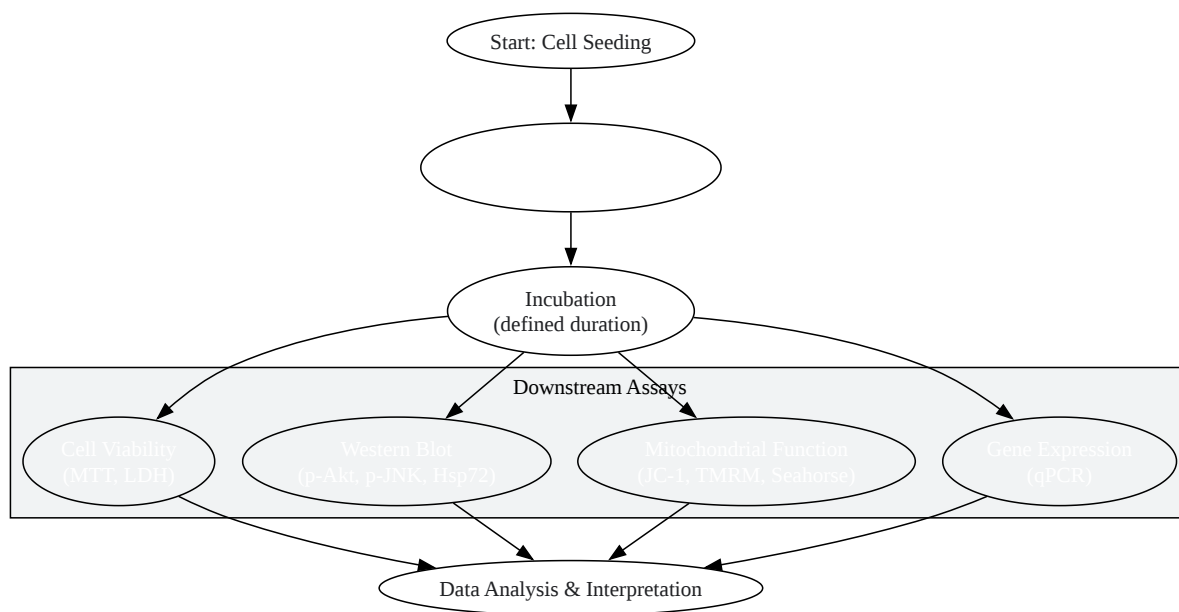 Start: Cell Seeding
Incubation
(defined duration)
Downstream Assays
Cell Viability
(MTT, LDH)
Western Blot
(p-Akt, p-JNK, Hsp72)
Mitochondrial Function
(JC-1, TMRM, Seahorse)
Gene Expression
(qPCR)
Data Analysis & Interpretation